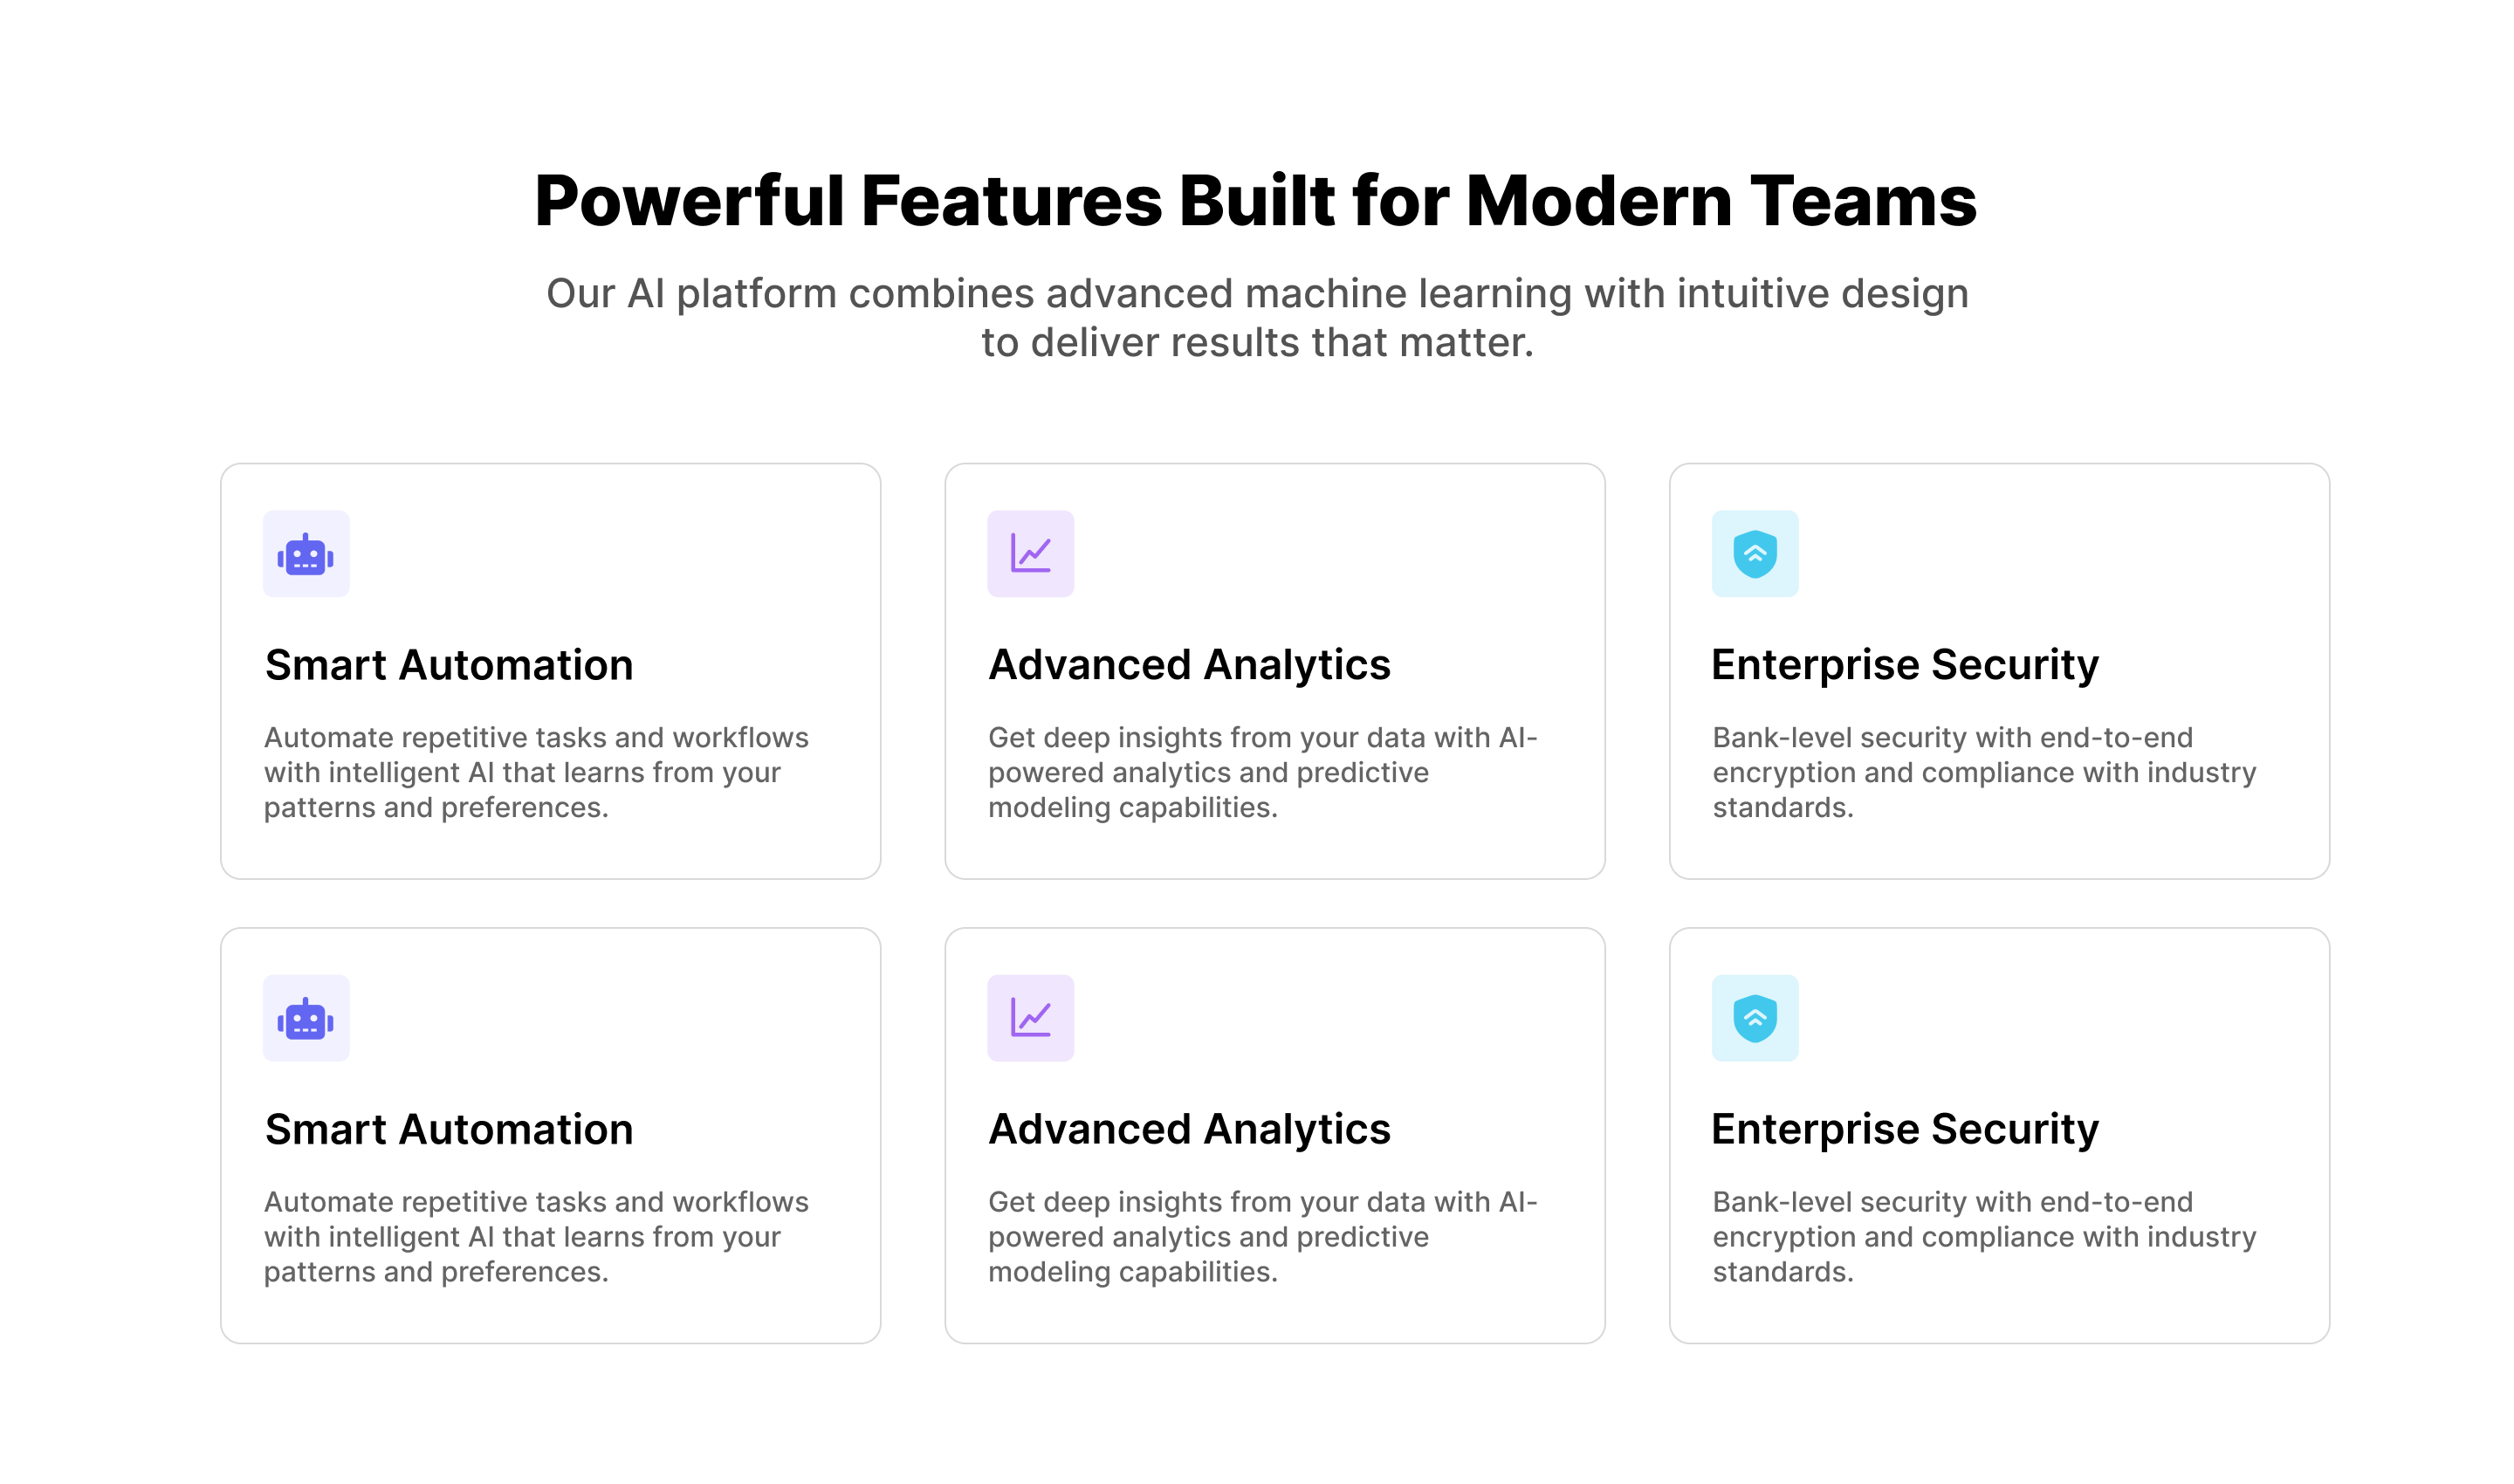 Powerful Features Built for Modern Teams
Our AI platform combines advanced machine learning with intuitive design
to deliver results that matter.
Smart Automation
Automate repetitive tasks and workflows
with intelligent AI that learns from your
patterns and preferences.
Advanced Analytics
Get deep insights from your data with AI-
powered analytics and predictive
modeling capabilities.
Enterprise Security
Bank-level security with end-to-end
encryption and compliance with industry
standards.
Smart Automation
Automate repetitive tasks and workflows
with intelligent AI that learns from your
patterns and preferences.
Advanced Analytics
Get deep insights from your data with AI-
powered analytics and predictive
modeling capabilities.
Enterprise Security
Bank-level security with end-to-end
encryption and compliance with industry
standards.